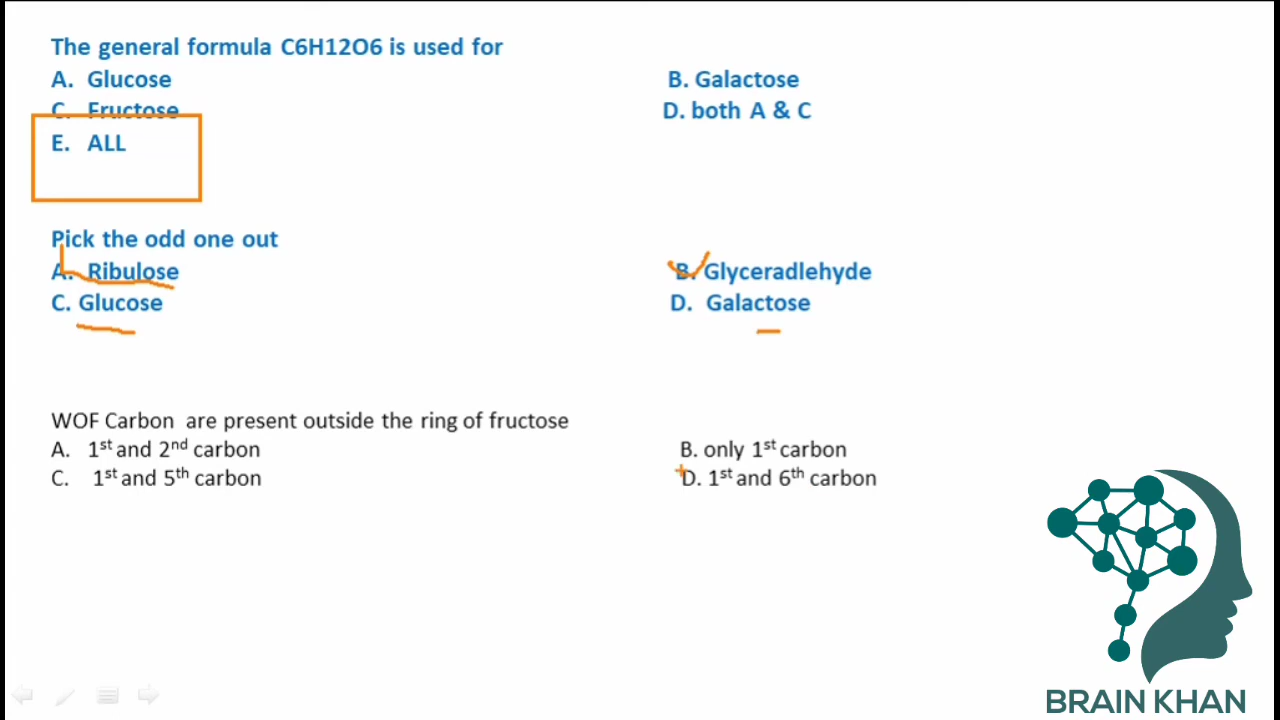 The general formula C6H12O6 is used for
A. Glucose B. Galactose
C. Fructose D. both A & C
E. ALL
Pick the odd one out
A. Ribulose B. Glyceradlehyde
C. Glucose D. Galactose
WOF Carbon are present outside the ring of fructose
A. 1st and 2nd carbon B. only 1st carbon
C. 1st and 5th carbon D. 1st and 6th carbon
BRAIN KHAN